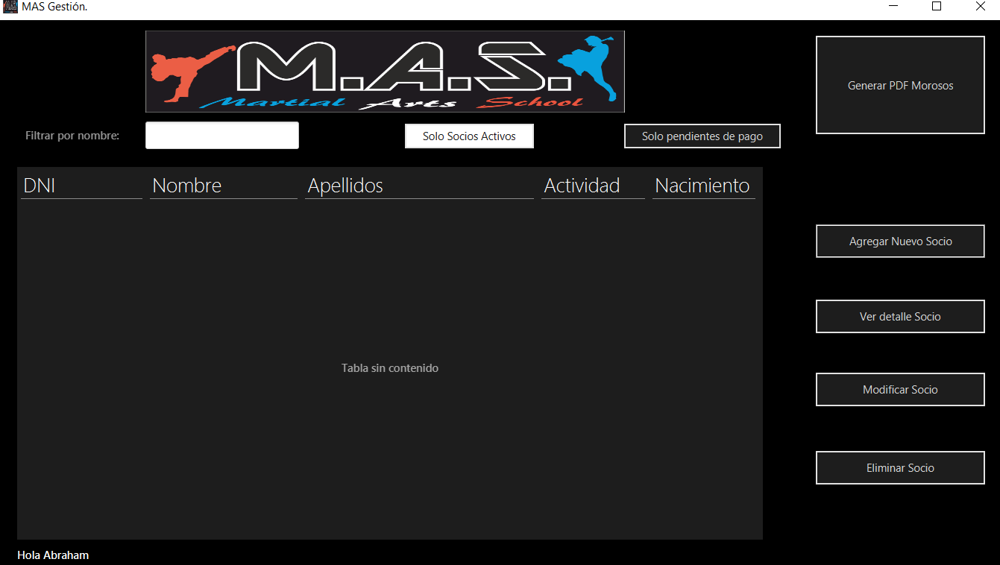 MAS Gestión.
M.A.S.
Martial Arts School
Generar PDF Morosos
Filtrar por nombre:
Solo Socios Activos
Solo pendientes de pago
DNI Nombre Apellidos Actividad Nacimiento
Tabla sin contenido
Agregar Nuevo Socio
Ver detalle Socio
Modificar Socio
Eliminar Socio
Hola Abraham